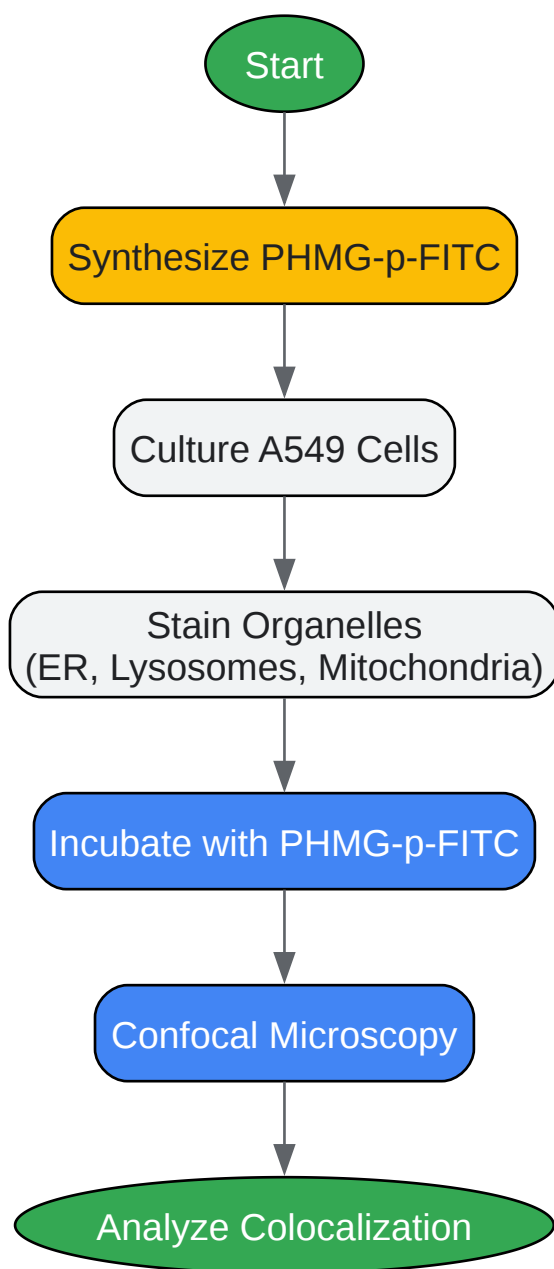 Start
Synthesize PHMG-p-FITC
Culture A549 Cells
Stain Organelles
(ER, Lysosomes, Mitochondria)
Incubate with PHMG-p-FITC
Confocal Microscopy
Analyze Colocalization